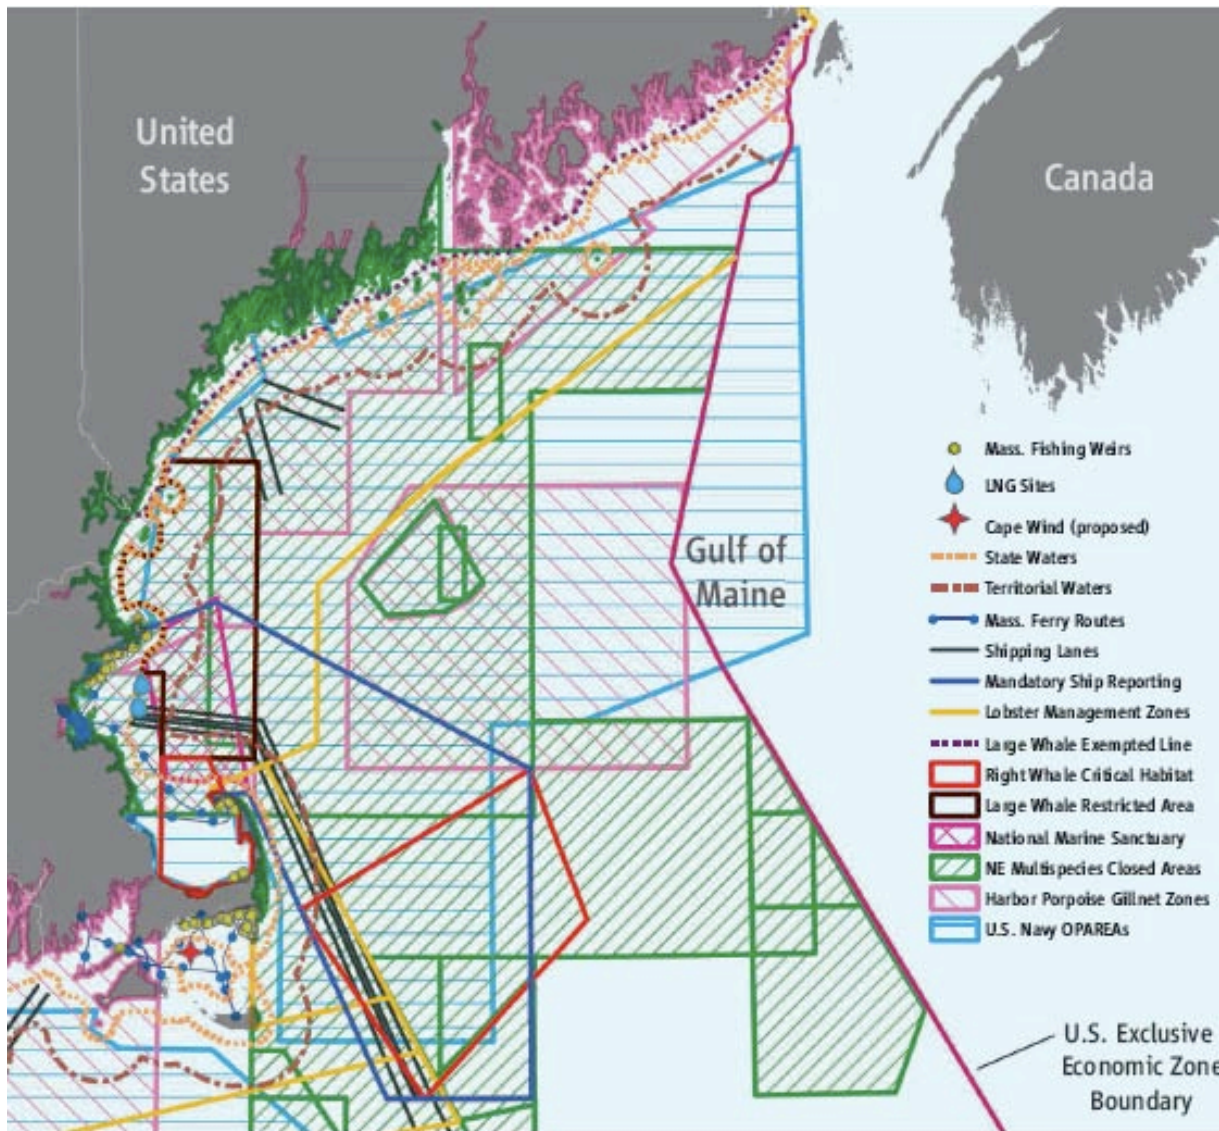 United
States
Canada
Gulf of
Maine
Mass. Fishing Weirs
LNG Sites
Cape Wind (proposed)
State Waters
Territorial Waters
Mass. Ferry Routes
Shipping Lanes
Mandatory Ship Reporting
Lobster Management Zones
Large Whale Exempted Line
Right Whale Critical Habitat
Large Whale Restricted Area
National Marine Sanctuary
NE Multispecies Closed Areas
Harbor Porpoise Gillnet Zones
U.S. Navy OPAREAs
U.S. Exclusive
Economic Zone
Boundary